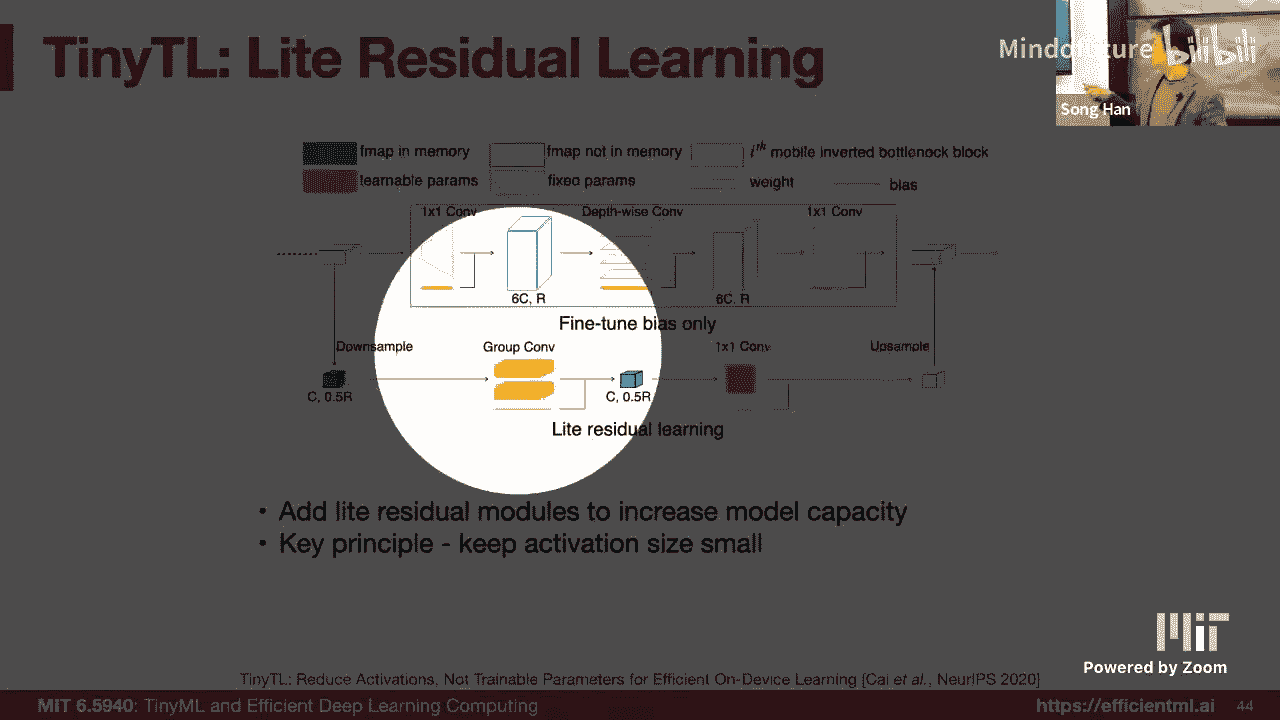 TinyTL: Lite Residual Learning
bilibili
Song Han
fmap in memory fmap not in memory ith mobile inverted bottleneck block
learnable params fixed params weight bias
1x1 Conv Depth-wise Conv 1x1 Conv
6C, R 6C, R
Fine-tune bias only
Downsample Group Conv 1x1 Conv Upsample
C, 0.5R C, 0.5R
Lite residual learning
• Add lite residual modules to increase model capacity
• Key principle - keep activation size small
MIT
Powered by Zoom
TinyTL: Reduce Activations, Not Trainable Parameters for Efficient On-Device Learning [Cai et al., NeurIPS 2020]
MIT 6.5940: TinyML and Efficient Deep Learning Computing https://efficientml.ai 44